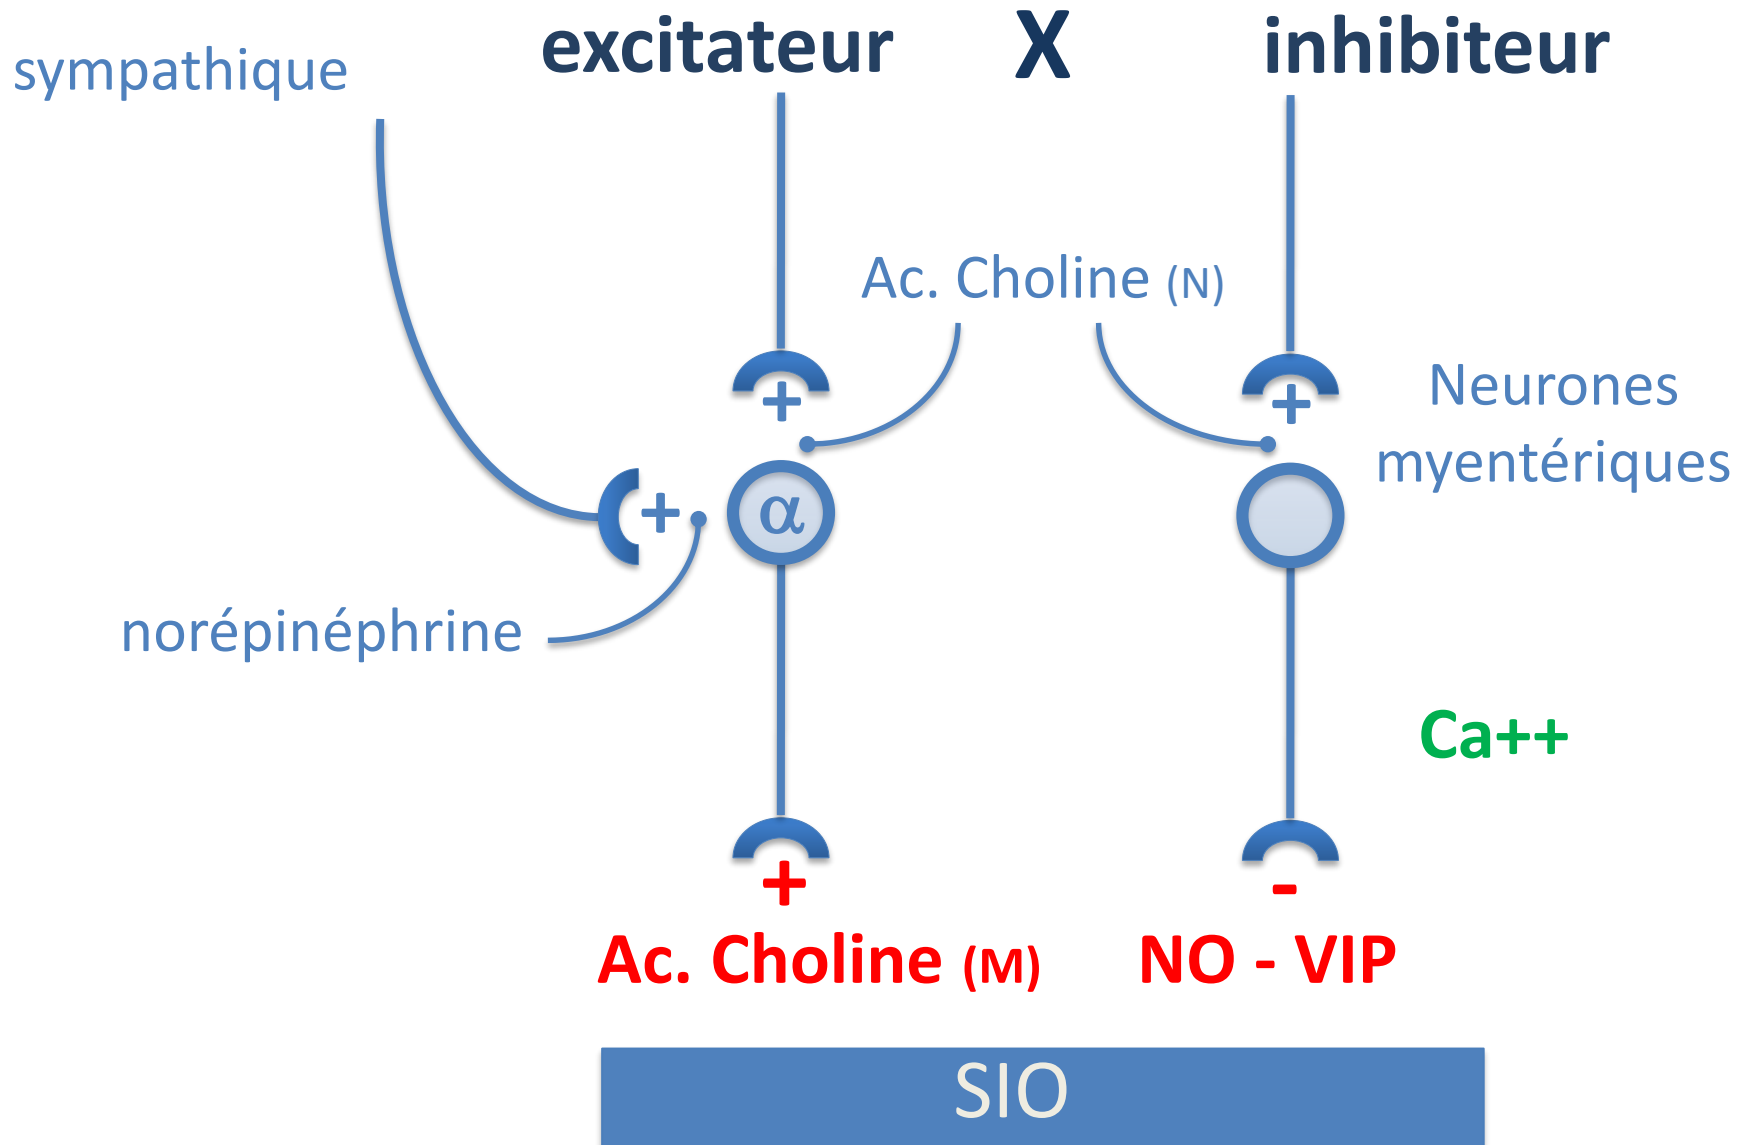 excitateur X inhibiteur
sympathique
Ac. Choline (N)
+
+
Neurones
myentériques
+
α
norépinéphrine
Ca++
+
-
Ac. Choline (M)
NO - VIP
SIO